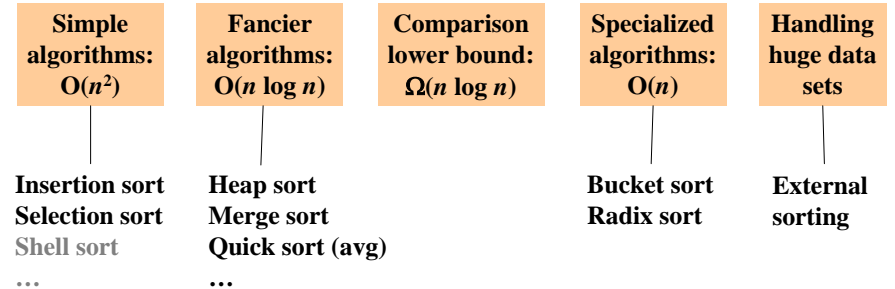 Simple
algorithms:
O(n²)
Fancier
algorithms:
O(n log n)
Comparison
lower bound:
Ω(n log n)
Specialized
algorithms:
O(n)
Handling
huge data
sets
Insertion sort
Selection sort
Shell sort
…
Heap sort
Merge sort
Quick sort (avg)
…
Bucket sort
Radix sort
External
sorting